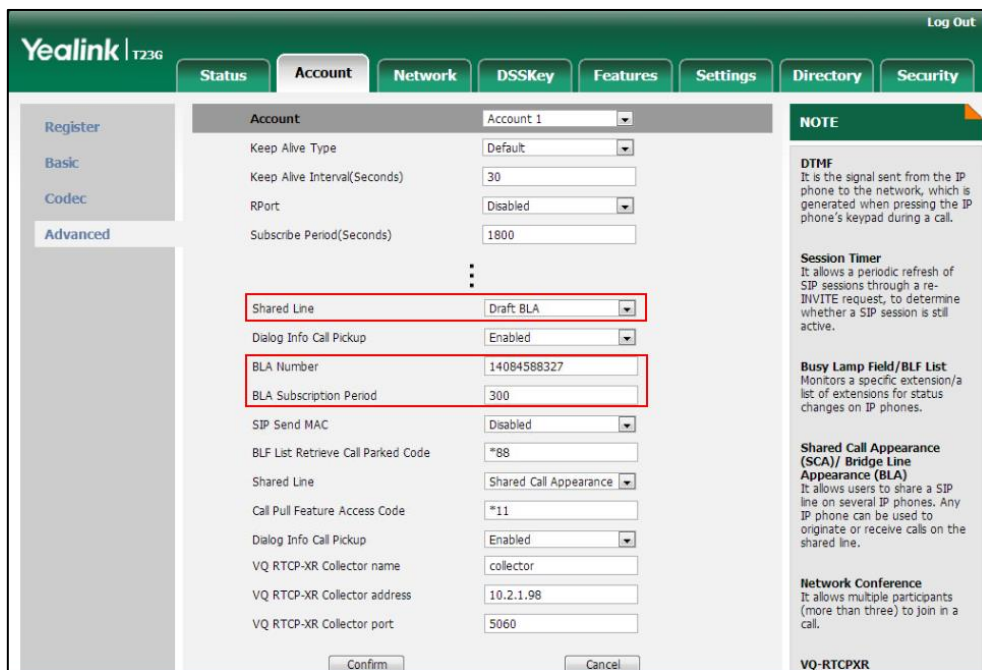 Log Out
Yealink | T23G
Status Account Network DSSKey Features Settings Directory Security
Register
Basic
Codec
Advanced
Account Account 1
Keep Alive Type Default
Keep Alive Interval(Seconds) 30
RPort Disabled
Subscribe Period(Seconds) 1800
Shared Line Draft BLA
Dialog Info Call Pickup Enabled
BLA Number 14084588327
BLA Subscription Period 300
SIP Send MAC Disabled
BLF List Retrieve Call Parked Code *88
Shared Line Shared Call Appearance
Call Pull Feature Access Code *11
Dialog Info Call Pickup Enabled
VQ RTCP-XR Collector name collector
VQ RTCP-XR Collector address 10.2.1.98
VQ RTCP-XR Collector port 5060
Confirm Cancel
NOTE
DTMF
It is the signal sent from the IP
phone to the network, which is
generated when pressing the IP
phone's keypad during a call.
Session Timer
It allows a periodic refresh of
SIP sessions through a re-
INVITE request, to determine
whether a SIP session is still
active.
Busy Lamp Field/BLF List
Monitors a specific extension/a
list of extensions for status
changes on IP phones.
Shared Call Appearance
(SCA)/ Bridge Line
Appearance (BLA)
It allows users to share a SIP
line on several IP phones. Any
IP phone can be used to
originate or receive calls on the
shared line.
Network Conference
It allows multiple participants
(more than three) to join in a
call.
VQ-RTCPXR